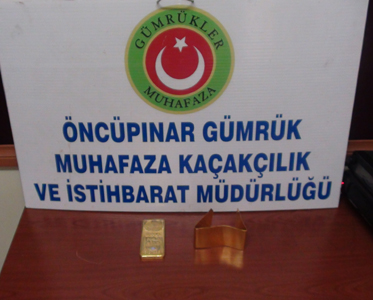 GÜMRÜKLER
MUHAFAZA
ÖNCÜPINAR GÜMRÜK
MUHAFAZA KAÇAKÇILIK
VE İSTİHBARAT MÜDÜRLÜĞÜ